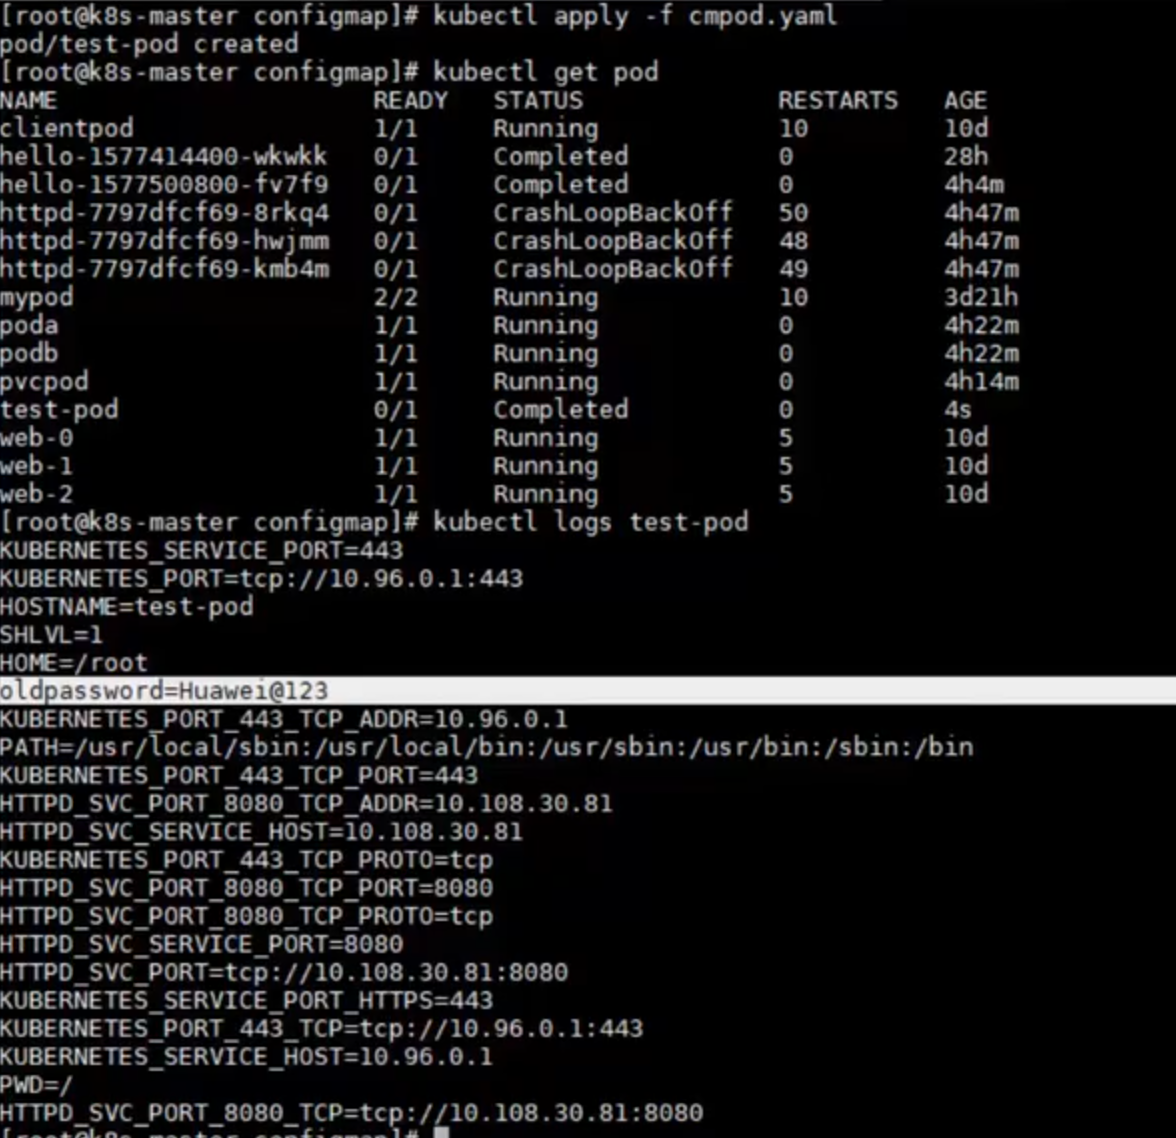 [root@k8s-master configmap]# kubectl apply -f cmpod.yaml
pod/test-pod created
[root@k8s-master configmap]# kubectl get pod
NAME READY STATUS RESTARTS AGE
clientpod 1/1 Running 10 10d
hello-1577414400-wkwkk 0/1 Completed 0 28h
hello-1577500800-fv7f9 0/1 Completed 0 4h4m
httpd-7797dfcf69-8rkq4 0/1 CrashLoopBackOff 50 4h47m
httpd-7797dfcf69-hwjmm 0/1 CrashLoopBackOff 48 4h47m
httpd-7797dfcf69-kmb4m 0/1 CrashLoopBackOff 49 4h47m
mypod 2/2 Running 10 3d21h
poda 1/1 Running 0 4h22m
podb 1/1 Running 0 4h22m
pvcpod 1/1 Running 0 4h14m
test-pod 0/1 Completed 0 4s
web-0 1/1 Running 5 10d
web-1 1/1 Running 5 10d
web-2 1/1 Running 5 10d
[root@k8s-master configmap]# kubectl logs test-pod
KUBERNETES_SERVICE_PORT=443
KUBERNETES_PORT=tcp://10.96.0.1:443
HOSTNAME=test-pod
SHLVL=1
HOME=/root
oldpassword=Huawei@123
KUBERNETES_PORT_443_TCP_ADDR=10.96.0.1
PATH=/usr/local/sbin:/usr/local/bin:/usr/sbin:/usr/bin:/sbin:/bin
KUBERNETES_PORT_443_TCP_PORT=443
HTTPD_SVC_PORT_8080_TCP_ADDR=10.108.30.81
HTTPD_SVC_SERVICE_HOST=10.108.30.81
KUBERNETES_PORT_443_TCP_PROTO=tcp
HTTPD_SVC_PORT_8080_TCP_PORT=8080
HTTPD_SVC_PORT_8080_TCP_PROTO=tcp
HTTPD_SVC_SERVICE_PORT=8080
HTTPD_SVC_PORT=tcp://10.108.30.81:8080
KUBERNETES_SERVICE_PORT_HTTPS=443
KUBERNETES_PORT_443_TCP=tcp://10.96.0.1:443
KUBERNETES_SERVICE_HOST=10.96.0.1
PWD=/
HTTPD_SVC_PORT_8080_TCP=tcp://10.108.30.81:8080
[root@k8s-master configmap]#